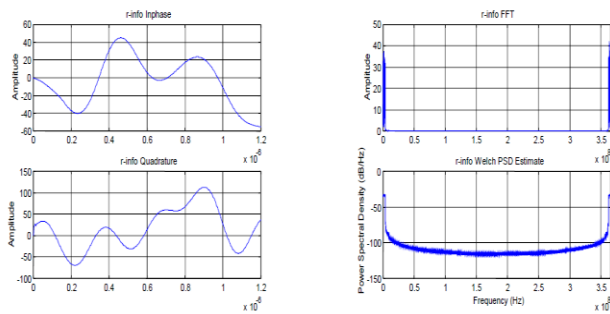 r-info Inphase
Amplitude
60
40
20
0
-20
-40
-60
0 0.2 0.4 0.6 0.8 1 1.2
x 10⁻⁶
r-info FFT
Amplitude
50
40
30
20
10
0
0 0.5 1 1.5 2 2.5 3 3.5
x 10⁸
r-info Quadrature
Amplitude
150
100
50
0
-50
-100
0 0.2 0.4 0.6 0.8 1 1.2
x 10⁻⁶
r-info Welch PSD Estimate
Power Spectral Density (dB/Hz)
0
-50
-100
-150
0 0.5 1 1.5 2 2.5 3 3.5
Frequency (Hz)
x 10⁸